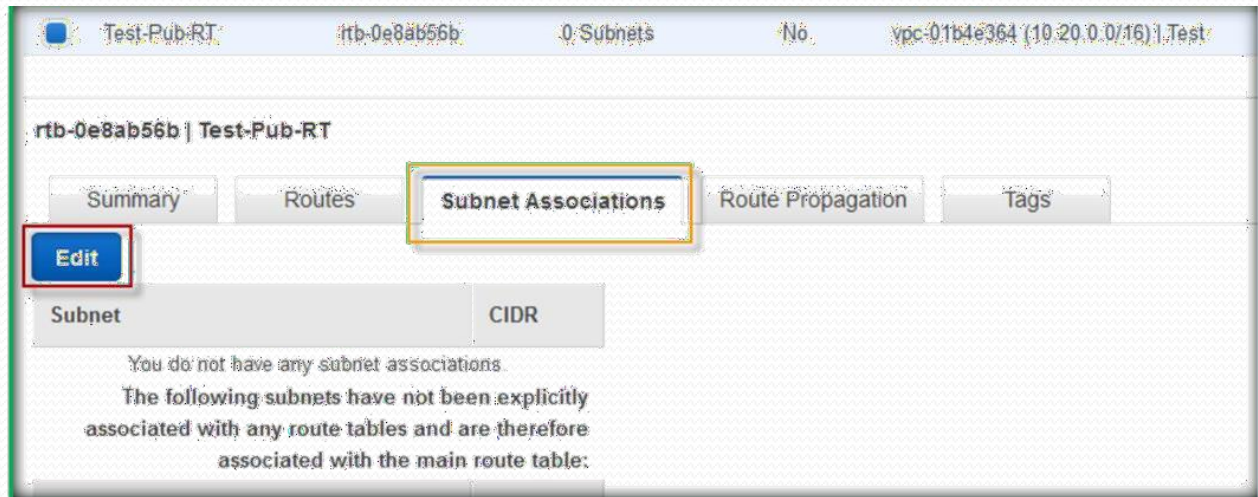 Test-Pub-RT rtb-0e8ab56b 0 Subnets No vpc-01b4e364 (10.20.0.0/16) | Test
rtb-0e8ab56b | Test-Pub-RT
Summary Routes Subnet Associations Route Propagation Tags
Edit
Subnet CIDR
You do not have any subnet associations.
The following subnets have not been explicitly
associated with any route tables and are therefore
associated with the main route table: